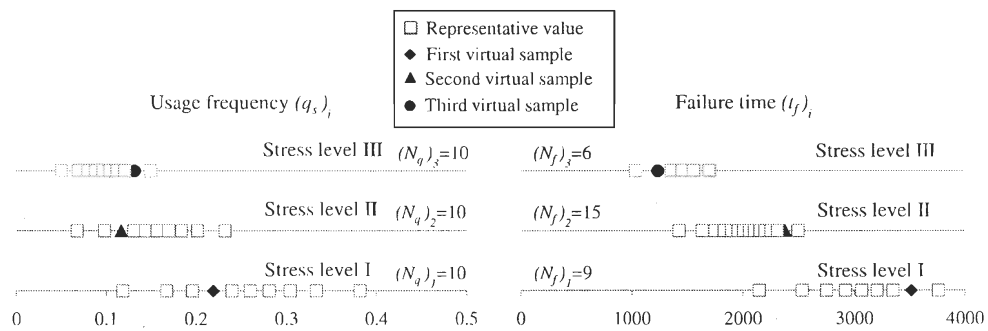 Representative value
First virtual sample
Second virtual sample
Third virtual sample
Usage frequency (q_s)_i
Failure time (t_f)_i
Stress level III (N_q)_3=10
(N_f)_3=6 Stress level III
Stress level II (N_q)_2=10
(N_f)_2=15 Stress level II
Stress level I (N_q)_1=10
(N_f)_1=9 Stress level I
0 0.1 0.2 0.3 0.4 0.5
0 1000 2000 3000 4000